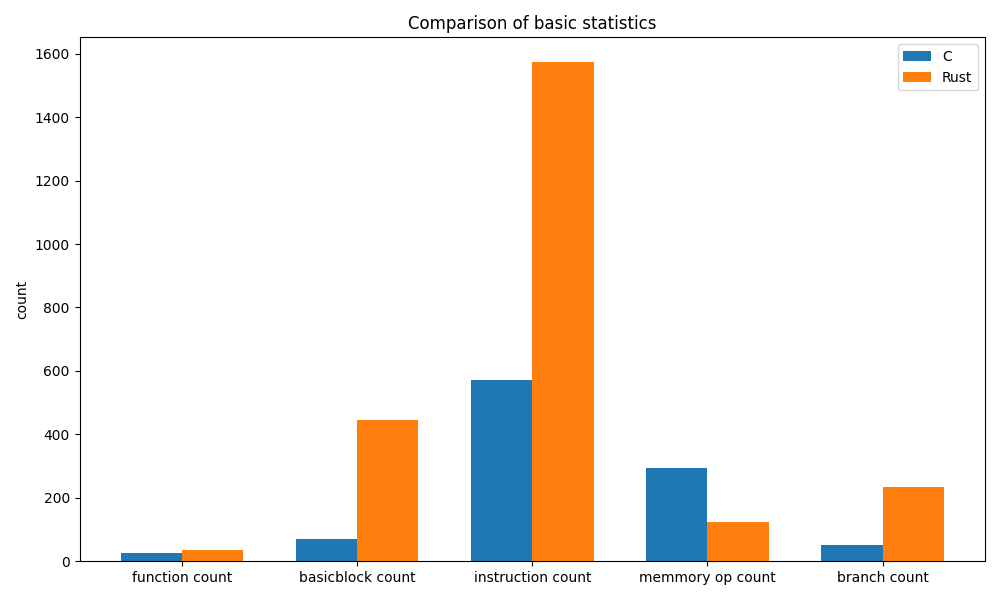 Comparison of basic statistics
C
Rust
1600
1400
1200
1000
800
600
400
200
0
count
function count
basicblock count
instruction count
memmory op count
branch count